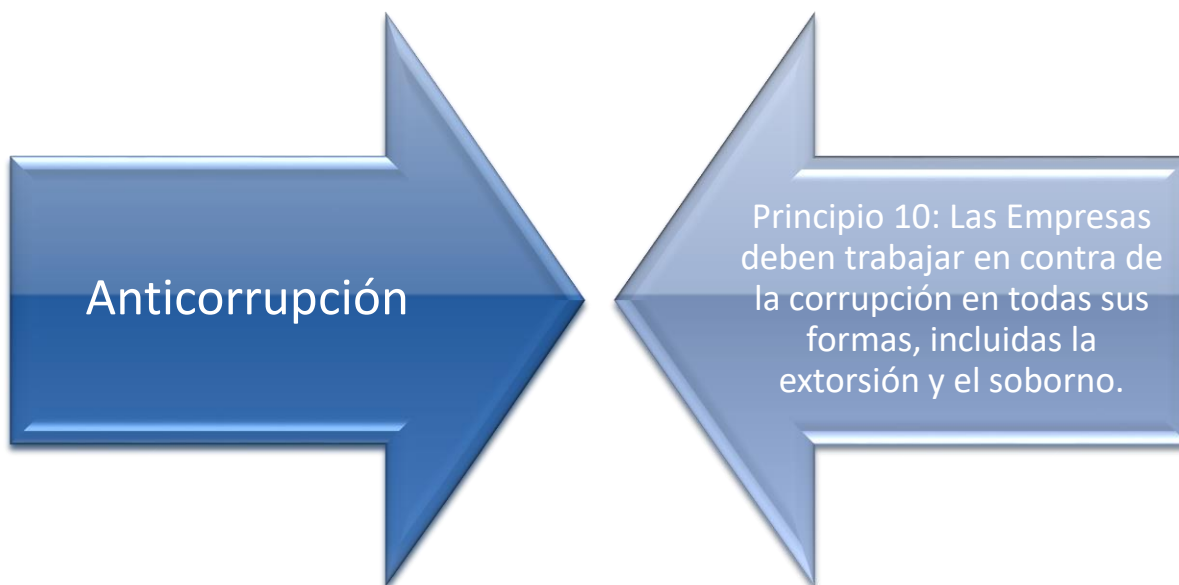 Anticorrupción
Principio 10: Las Empresas
deben trabajar en contra de
la corrupción en todas sus
formas, incluidas la
extorsión y el soborno.